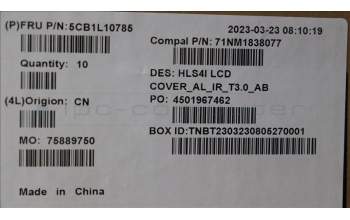 (P)FRU P/N:5CB1L10785
2023-03-23 08:10:19
Compal P/N: 71NM1838077
Quantity: 10
DES: HLS4I LCD
COVER_AL_IR_T3.0_AB
(4L)Origion: CN
PO: 4501967462
MO: 75889750
BOX ID:TNBT2303230805270001
Made in China